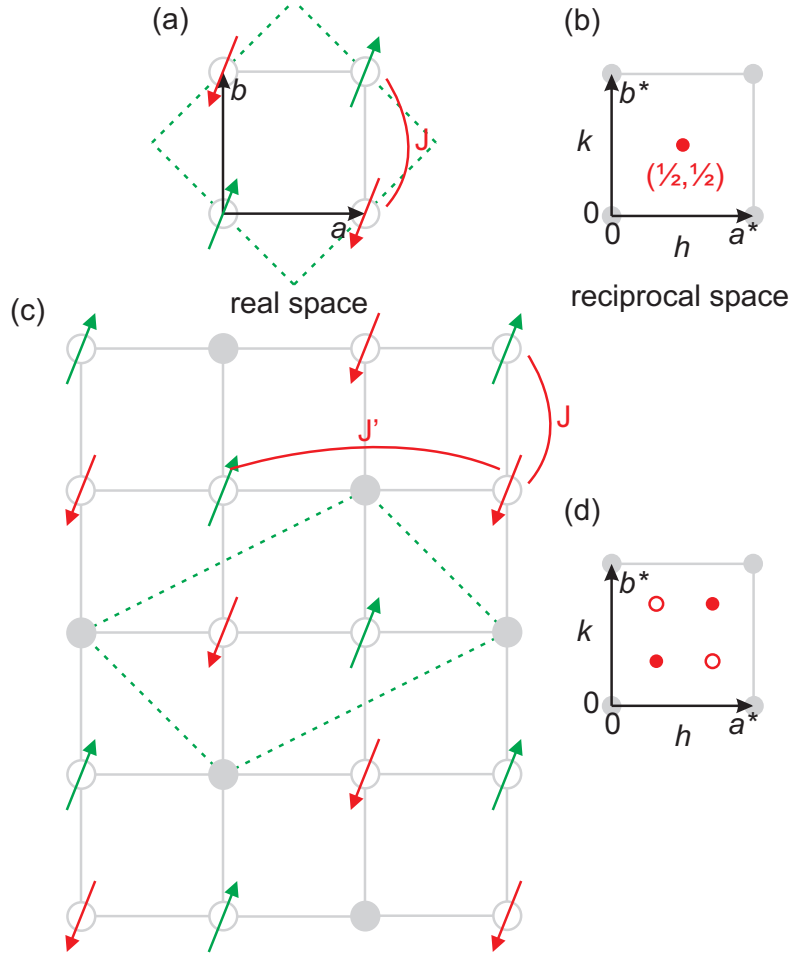 (a)
b
J
a
(b)
b*
k
(½,½)
0
0
h
a*
real space
reciprocal space
(c)
J'
J
(d)
b*
k
0
0
h
a*